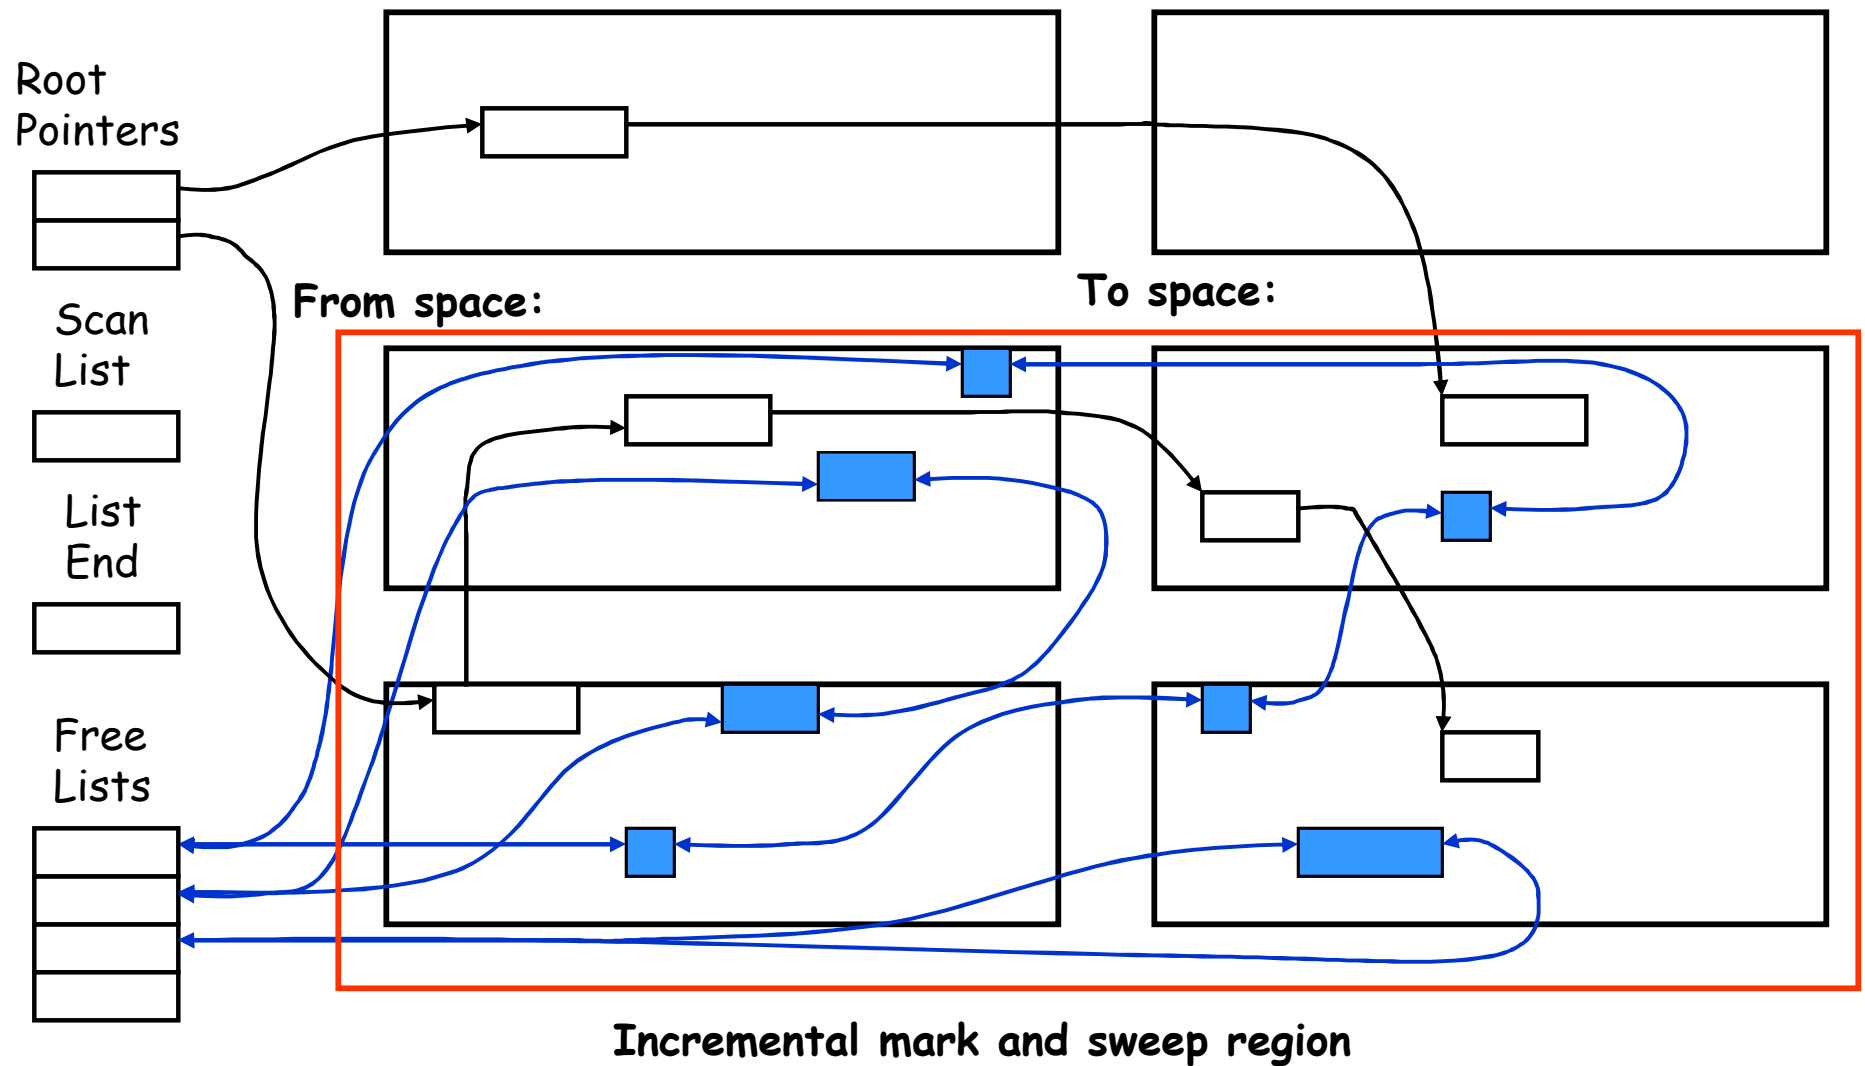 Root
Pointers
From space:
To space:
Scan
List
List
End
Free
Lists
Incremental mark and sweep region